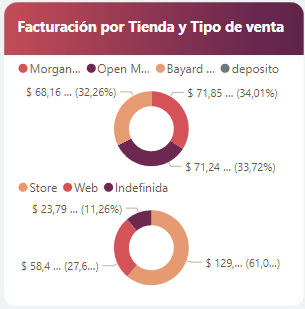 Facturación por Tienda y Tipo de venta
Morgan... Open M... Bayard ... deposito
$ 68,16 ... (32,26%) $ 71,85 ... (34,01%)
$ 71,24 ... (33,72%)
Store Web Indefinida
$ 23,79 ... (11,26%)
$ 58,4 ... (27,6...) $ 129,... (61,0...)